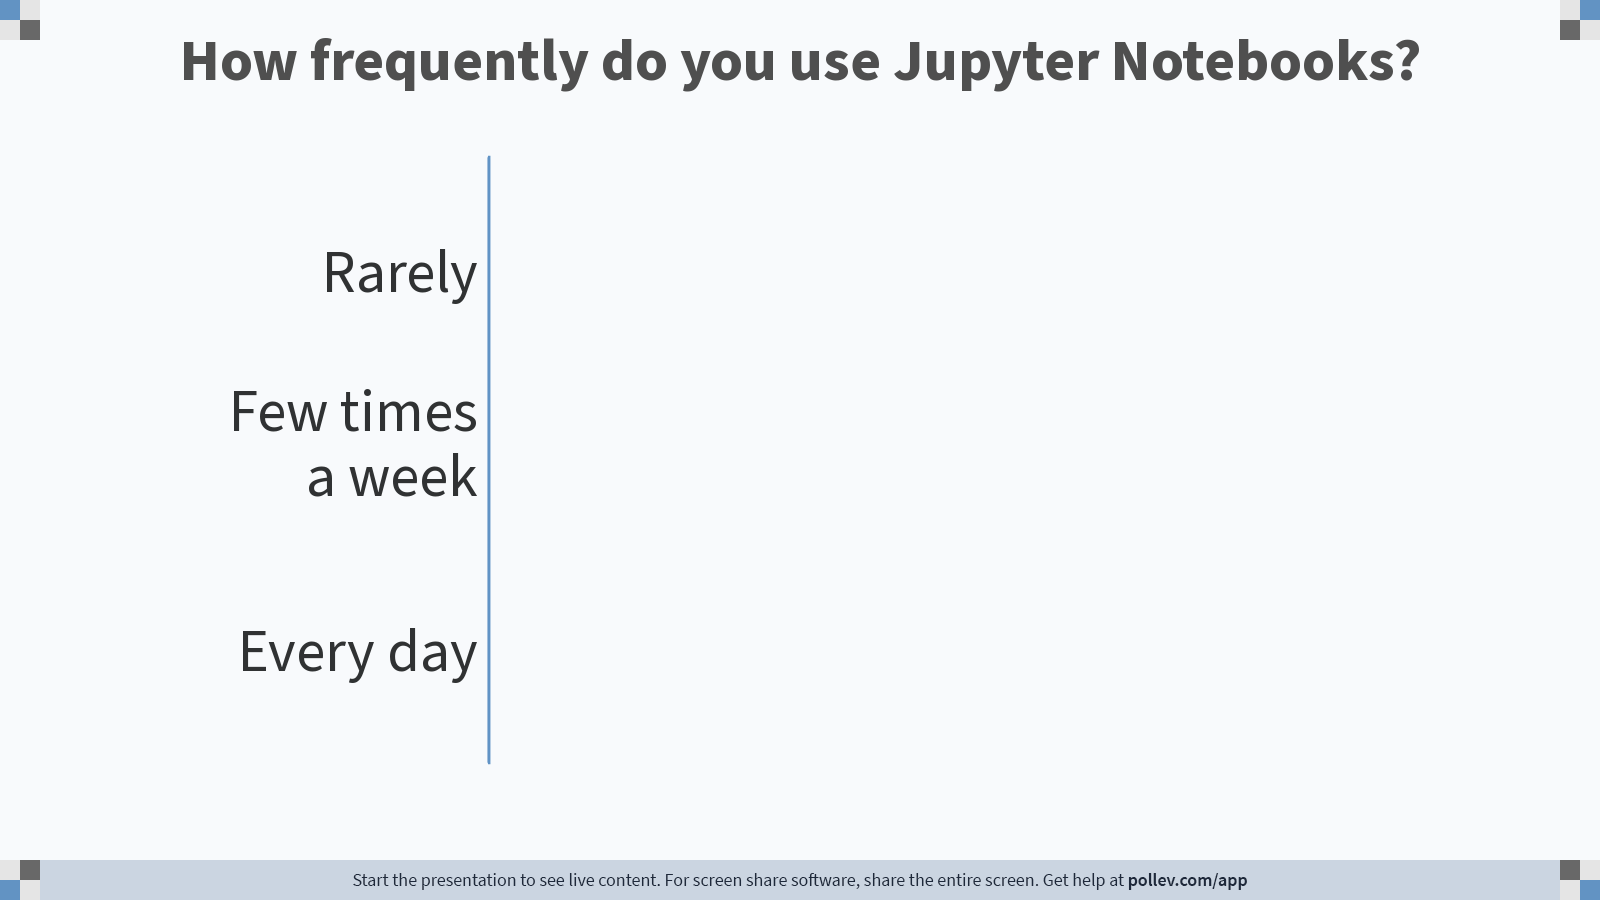 How frequently do you use Jupyter Notebooks?
Rarely
Few times
a week
Every day
Start the presentation to see live content. For screen share software, share the entire screen. Get help at pollev.com/app